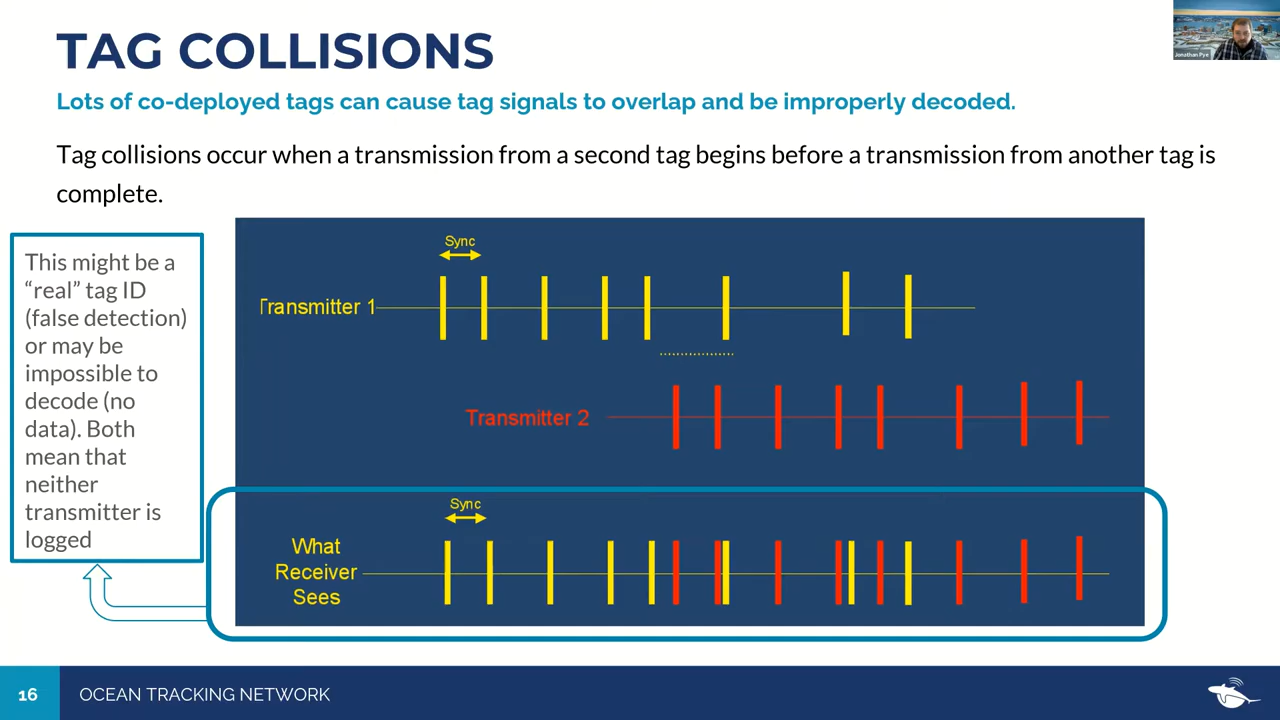 TAG COLLISIONS
Lots of co-deployed tags can cause tag signals to overlap and be improperly decoded.
Tag collisions occur when a transmission from a second tag begins before a transmission from another tag is
complete.
This might be a
“real” tag ID
(false detection)
or may be
impossible to
decode (no
data). Both
mean that
neither
transmitter is
logged
Sync
Transmitter 1
Transmitter 2
Sync
What
Receiver
Sees
16
OCEAN TRACKING NETWORK
Jonathan Pye